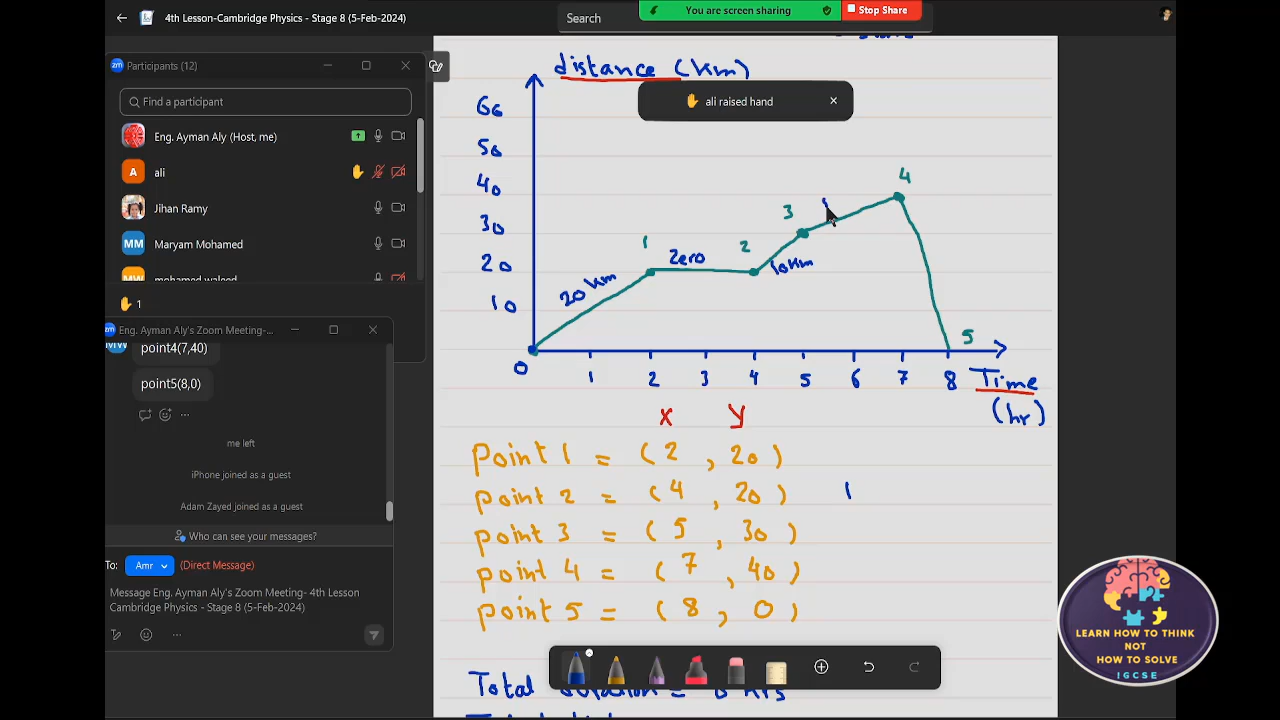 4th Lesson-Cambridge Physics - Stage 8 (5-Feb-2024)
Search
You are screen sharing
Stop Share
zm Participants (12)
Find a participant
Eng. Ayman Aly (Host, me)
A ali
Jihan Ramy
MM Maryam Mohamed
mohamed waleed
1
zm Eng. Ayman Aly's Zoom Meeting-...
MW point4(7,40)
point5(8,0)
me left
iPhone joined as a guest
Adam Zayed joined as a guest
Who can see your messages?
To: Amr (Direct Message)
Message Eng. Ayman Aly's Zoom Meeting- 4th Lesson
Cambridge Physics - Stage 8 (5-Feb-2024)
distance (km)
ali raised hand
60
50
40
30
20
10
0
1 2 3 4 5
20 km
Zero
10 km
1 2 3 4 5 6 7 8 Time
(hr)
x y
point 1 = (2, 20)
point 2 = (4, 20)
point 3 = (5, 30)
point 4 = (7, 40)
point 5 = (8, 0)
Total
LEARN HOW TO THINK
NOT
HOW TO SOLVE
IGCSE